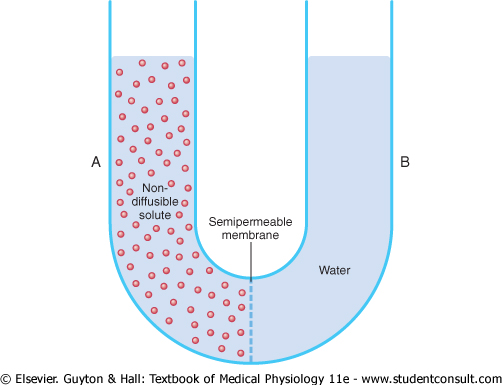 A
B
Non-
diffusible
solute
Semipermeable
membrane
Water
© Elsevier. Guyton & Hall: Textbook of Medical Physiology 11e - www.studentconsult.com